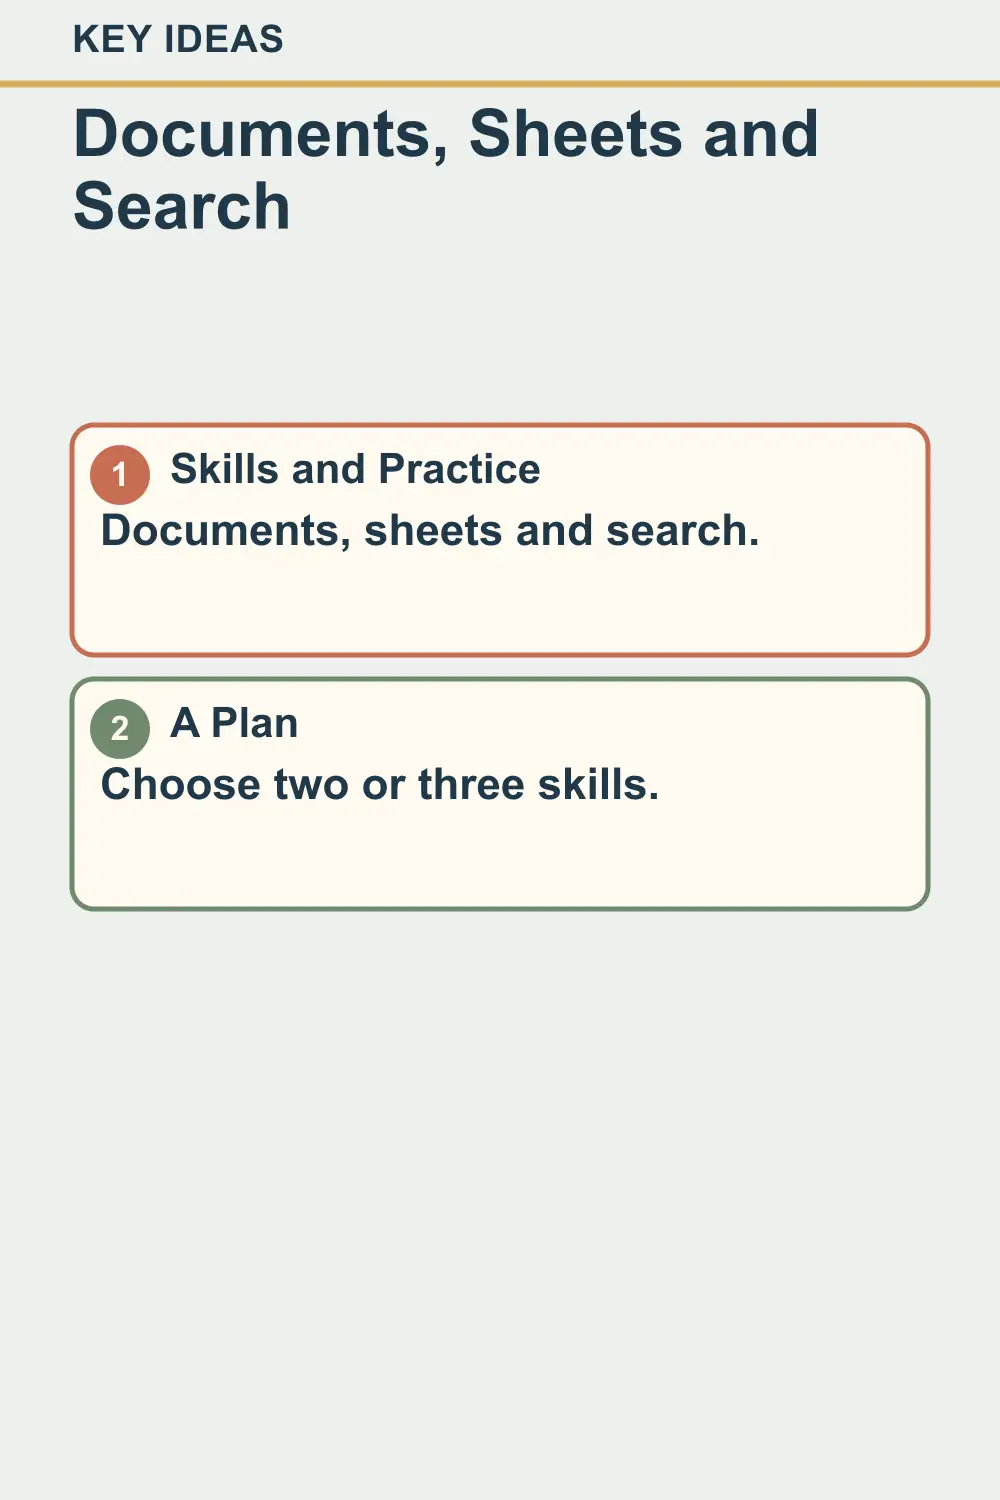 KEY IDEAS
Documents, Sheets and
Search
1 Skills and Practice
Documents, sheets and search.
2 A Plan
Choose two or three skills.